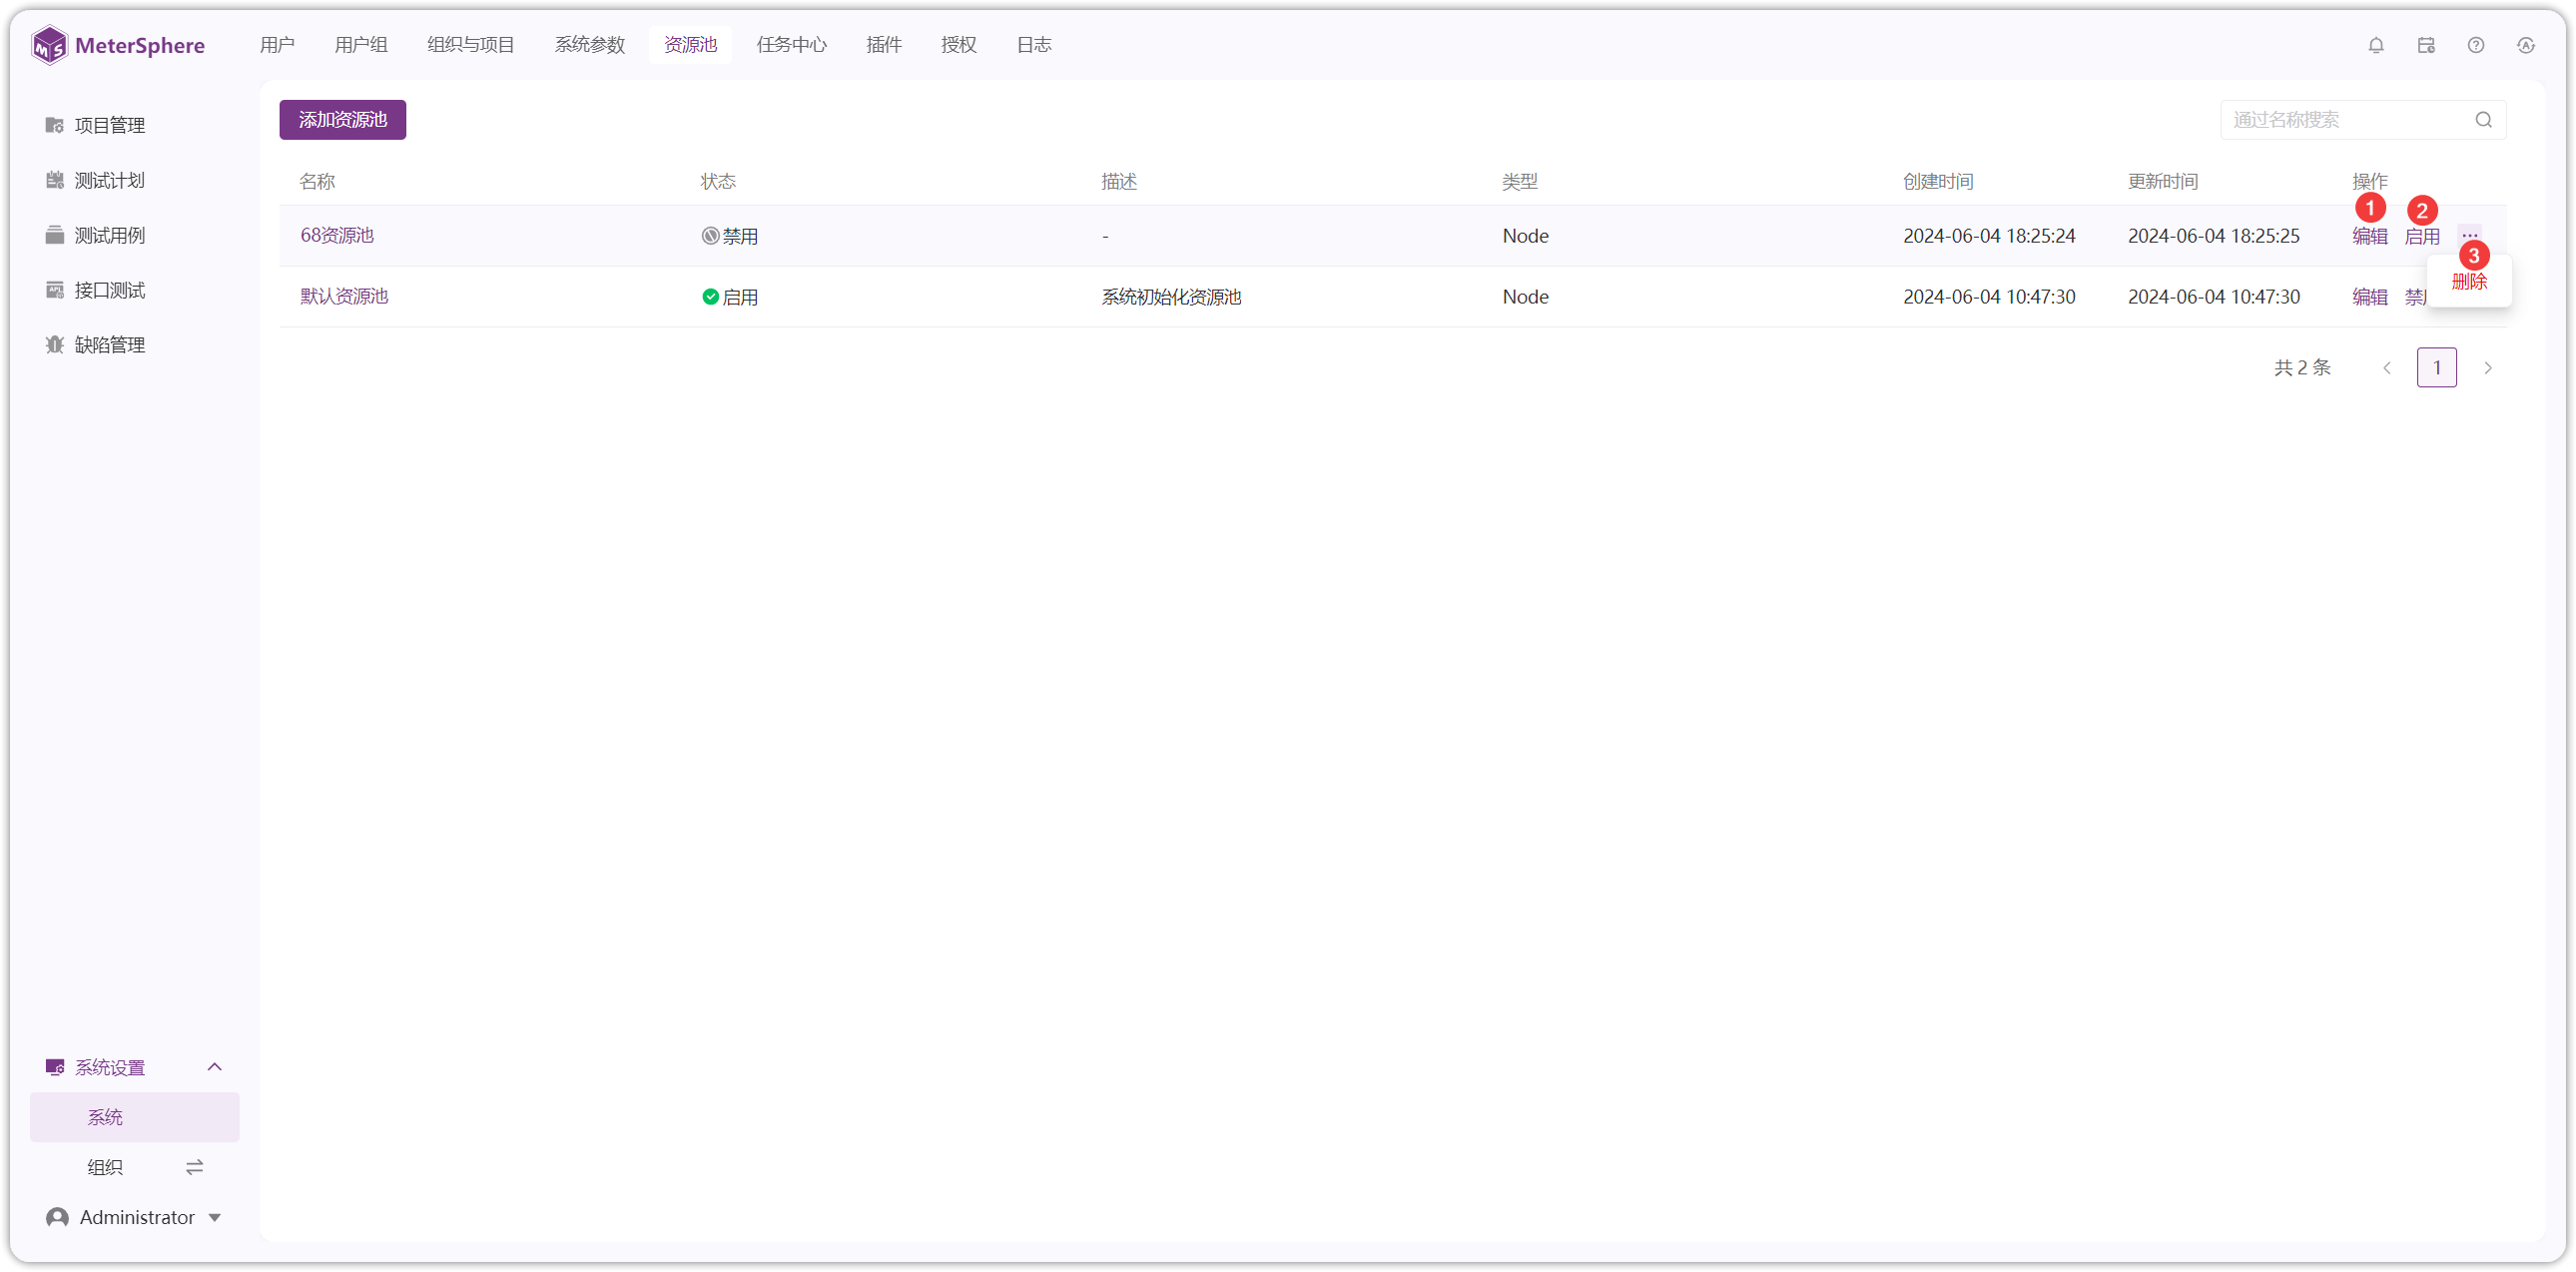 MeterSphere
用户 用户组 组织与项目 系统参数 资源池 任务中心 插件 授权 日志
项目管理
测试计划
测试用例
接口测试
缺陷管理
添加资源池
通过名称搜索
名称 状态 描述 类型 创建时间 更新时间 操作
1 2
68资源池 禁用 - Node 2024-06-04 18:25:24 2024-06-04 18:25:25 编辑 启用 ···
3
删除
默认资源池 启用 系统初始化资源池 Node 2024-06-04 10:47:30 2024-06-04 10:47:30 编辑 禁
共 2 条 1
系统设置
系统
组织
Administrator